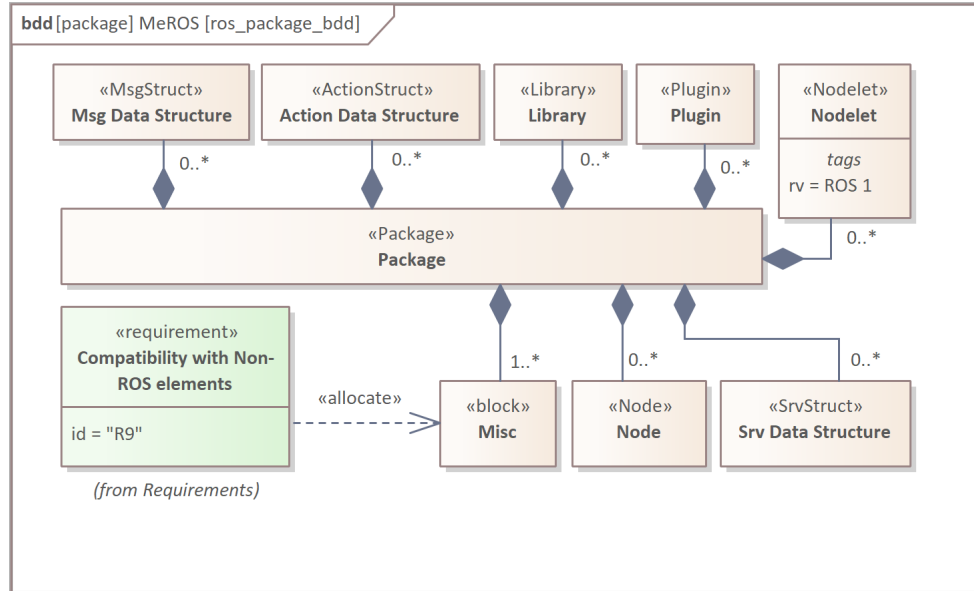 bdd [package] MeROS [ros_package_bdd]
«MsgStruct»
Msg Data Structure
«ActionStruct»
Action Data Structure
«Library»
Library
«Plugin»
Plugin
«Nodelet»
Nodelet
tags
rv = ROS 1
0..*
0..*
0..*
0..*
0..*
«Package»
Package
«requirement»
Compatibility with Non-
ROS elements
id = "R9"
(from Requirements)
«allocate»
1..*
0..*
0..*
«block»
Misc
«Node»
Node
«SrvStruct»
Srv Data Structure